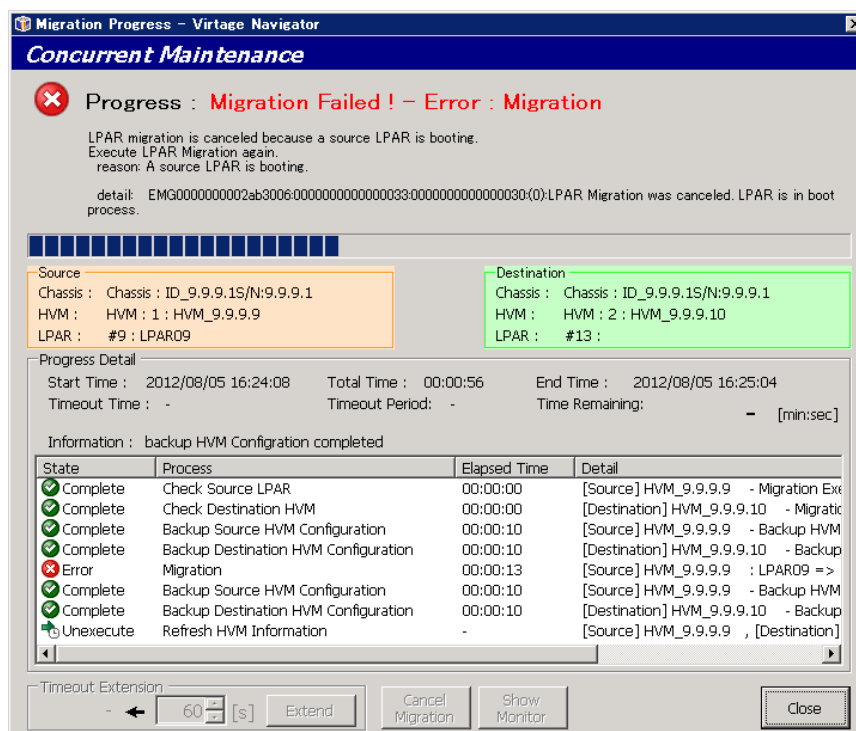 Migration Progress - Virtage Navigator
Concurrent Maintenance
Progress : Migration Failed ! - Error : Migration
LPAR migration is canceled because a source LPAR is booting.
Execute LPAR Migration again.
reason: A source LPAR is booting.
detail: EMG0000000002ab3006:0000000000000033:0000000000000030:(0):LPAR Migration was canceled. LPAR is in boot
process.
Source
Chassis : Chassis : ID_9.9.9.1S/N:9.9.9.1
HVM : HVM : 1 : HVM_9.9.9.9
LPAR : #9 : LPAR09
Destination
Chassis : Chassis : ID_9.9.9.1S/N:9.9.9.1
HVM : HVM : 2 : HVM_9.9.9.10
LPAR : #13 :
Progress Detail
Start Time : 2012/08/05 16:24:08 Total Time : 00:00:56 End Time : 2012/08/05 16:25:04
Timeout Time : - Timeout Period: - Time Remaining: - [min:sec]
Information : backup HVM Configration completed
State Process Elapsed Time Detail
Complete Check Source LPAR 00:00:00 [Source] HVM_9.9.9.9 - Migration Exe
Complete Check Destination HVM 00:00:00 [Destination] HVM_9.9.9.10 - Migratic
Complete Backup Source HVM Configuration 00:00:10 [Source] HVM_9.9.9.9 - Backup HVM
Complete Backup Destination HVM Configuration 00:00:10 [Destination] HVM_9.9.9.10 - Backup
Error Migration 00:00:13 [Source] HVM_9.9.9.9 : LPAR09 =>
Complete Backup Source HVM Configuration 00:00:10 [Source] HVM_9.9.9.9 - Backup HVM
Complete Backup Destination HVM Configuration 00:00:10 [Destination] HVM_9.9.9.10 - Backup
Unexecute Refresh HVM Information - [Source] HVM_9.9.9.9 , [Destination]
Timeout Extension
- 60 [s] Extend
Cancel
Migration
Show
Monitor
Close